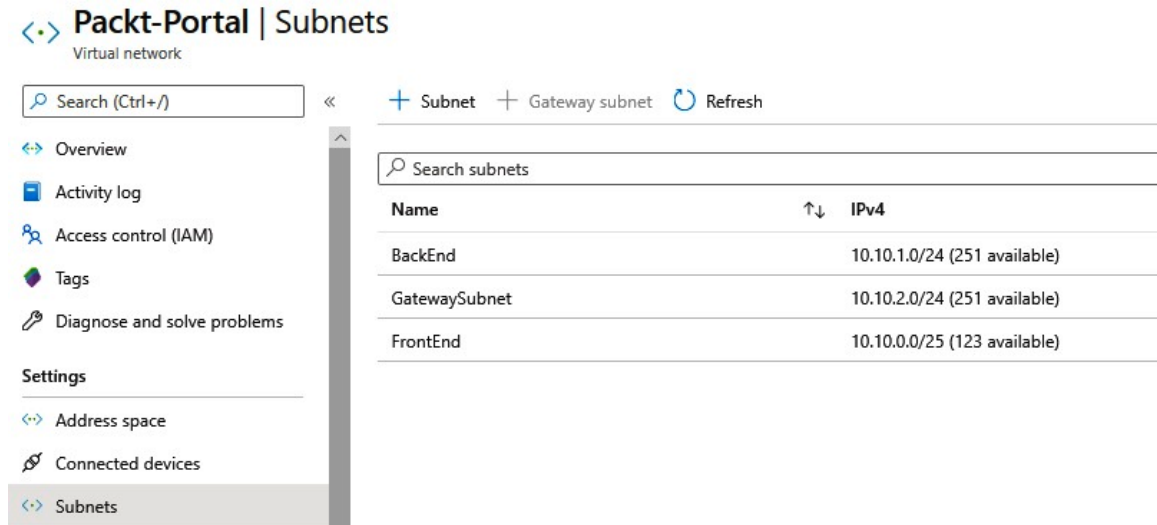 Packt-Portal | Subnets
Virtual network
Search (Ctrl+/)
«
Overview
Activity log
Access control (IAM)
Tags
Diagnose and solve problems
Settings
Address space
Connected devices
Subnets
+ Subnet + Gateway subnet Refresh
Search subnets
Name ↑↓ IPv4
BackEnd 10.10.1.0/24 (251 available)
GatewaySubnet 10.10.2.0/24 (251 available)
FrontEnd 10.10.0.0/25 (123 available)